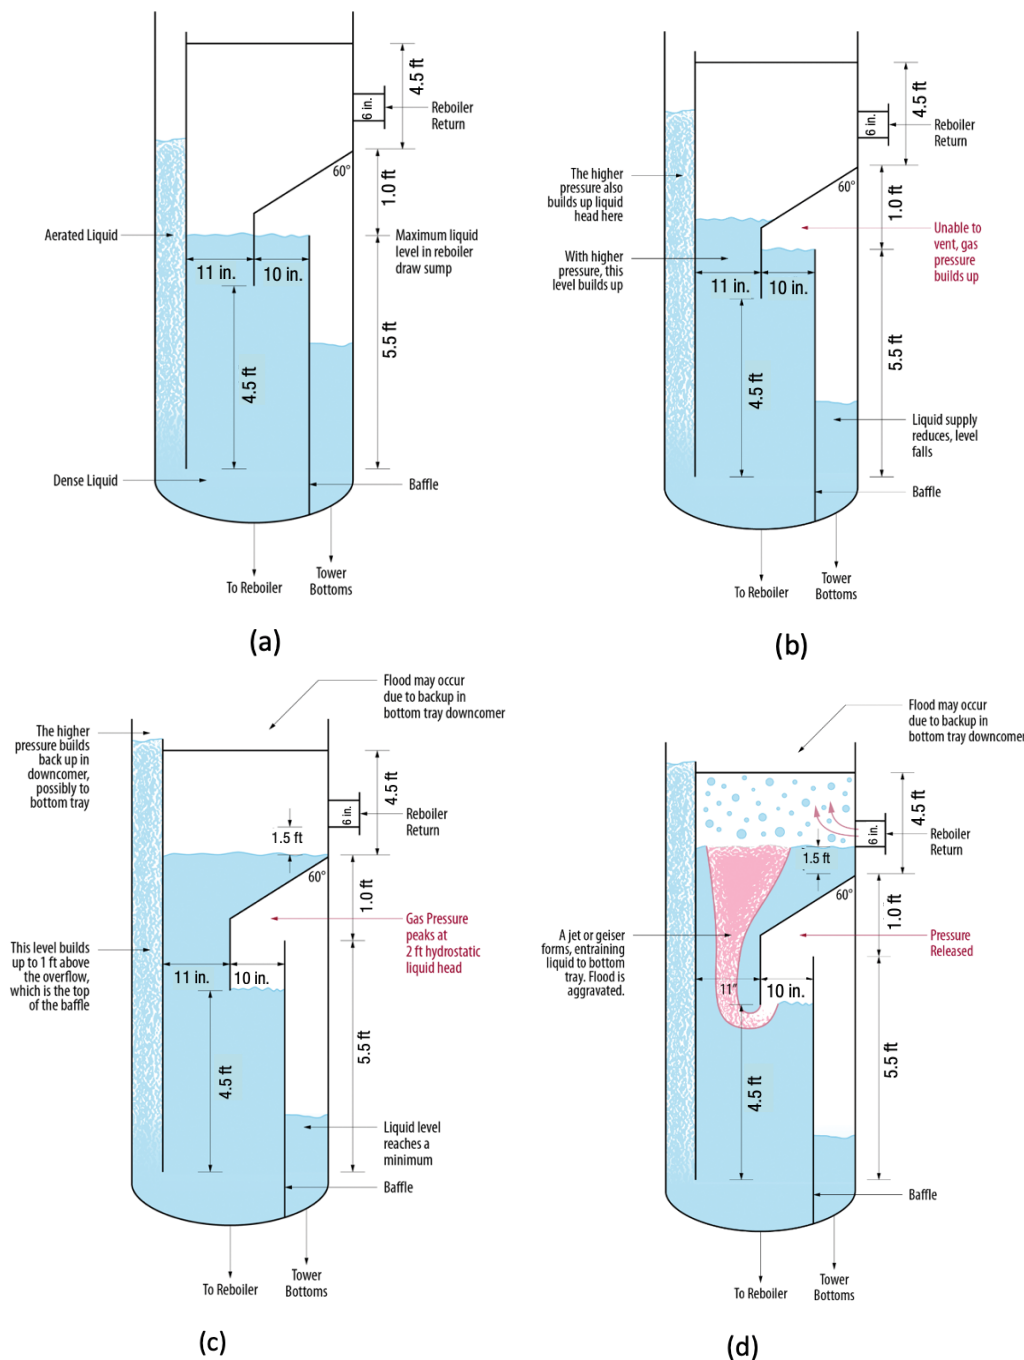 4.5 ft
6 in.
Reboiler
Return
60°
1.0 ft
Aerated Liquid
Maximum liquid
level in reboiler
draw sump
11 in.
10 in.
5.5 ft
4.5 ft
Dense Liquid
Baffle
To Reboiler
Tower
Bottoms
(a)
4.5 ft
6 in.
Reboiler
Return
The higher
pressure also
builds up liquid
head here
60°
1.0 ft
Unable to
vent, gas
pressure
builds up
With higher
pressure, this
level builds up
11 in.
10 in.
5.5 ft
4.5 ft
Liquid supply
reduces, level
falls
Baffle
To Reboiler
Tower
Bottoms
(b)
Flood may occur
due to backup in
bottom tray downcomer
The higher
pressure builds
back up in
downcomer,
possibly to
bottom tray
4.5 ft
6 in.
Reboiler
Return
1.5 ft
60°
1.0 ft
Gas Pressure
peaks at
2 ft hydrostatic
liquid head
This level builds
up to 1 ft above
the overflow,
which is the top
of the baffle
11 in.
10 in.
5.5 ft
4.5 ft
Liquid level
reaches a
minimum
Baffle
To Reboiler
Tower
Bottoms
(c)
Flood may occur
due to backup in
bottom tray downcomer
4.5 ft
6 in.
Reboiler
Return
1.5 ft
60°
1.0 ft
A jet or geiser
forms, entraining
liquid to bottom
tray. Flood is
aggravated.
Pressure
Released
11"
10 in.
5.5 ft
4.5 ft
Baffle
To Reboiler
Tower
Bottoms
(d)